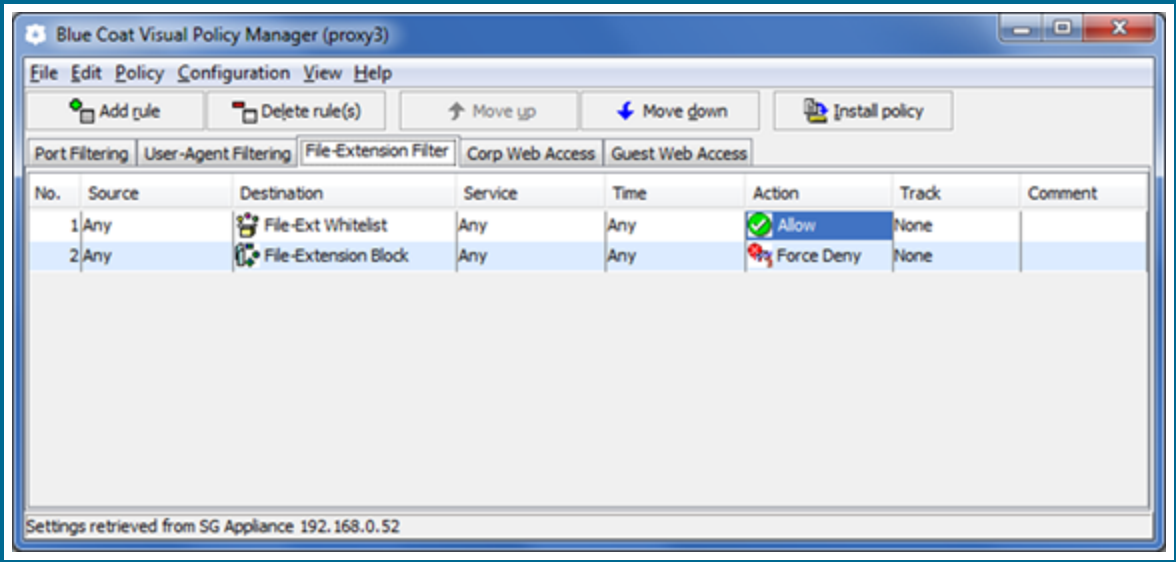 Blue Coat Visual Policy Manager (proxy3)
File Edit Policy Configuration View Help
Add rule Delete rule(s) Move up Move down Install policy
Port Filtering User-Agent Filtering File-Extension Filter Corp Web Access Guest Web Access
No. Source Destination Service Time Action Track Comment
1 Any File-Ext Whitelist Any Any Allow None
2 Any File-Extension Block Any Any Force Deny None
Settings retrieved from SG Appliance 192.168.0.52